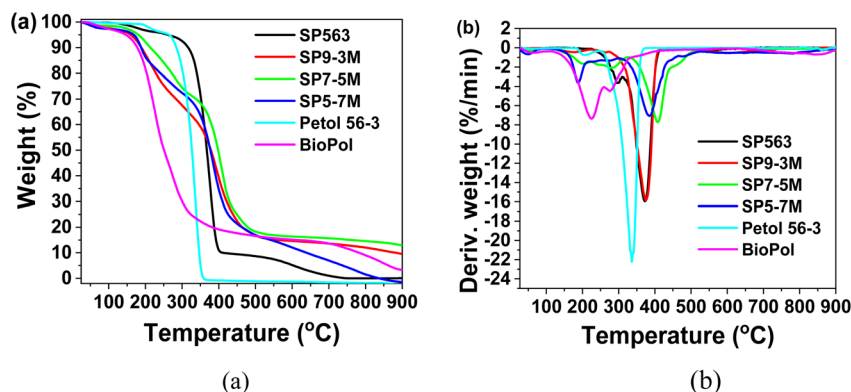 (a)
100
90
80
70
60
50
40
30
20
10
0
Weight (%)
SP563
SP9-3M
SP7-5M
SP5-7M
Petol 56-3
BioPol
100 200 300 400 500 600 700 800 900
Temperature (°C)
(a)
(b)
2
0
-2
-4
-6
-8
-10
-12
-14
-16
-18
-20
-22
-24
Deriv. weight (%/min)
SP563
SP9-3M
SP7-5M
SP5-7M
Petol 56-3
BioPol
100 200 300 400 500 600 700 800 900
Temperature (°C)
(b)